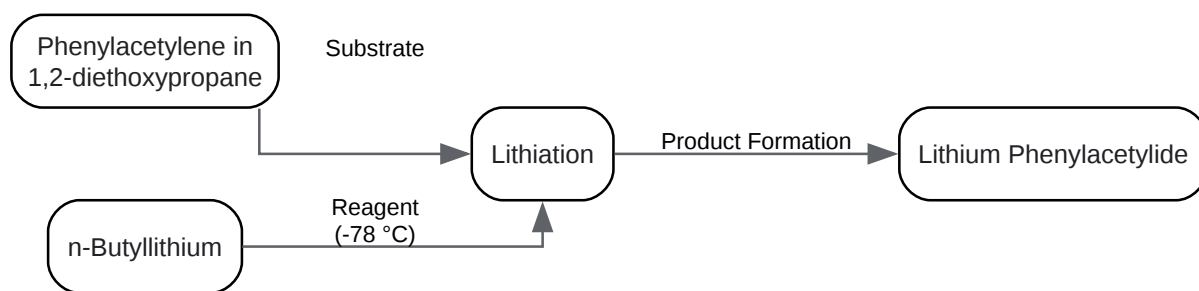 Phenylacetylene in
1,2-diethoxypropane
Substrate
Lithiation
Product Formation
Lithium Phenylacetylide
n-Butyllithium
Reagent
(-78 °C)